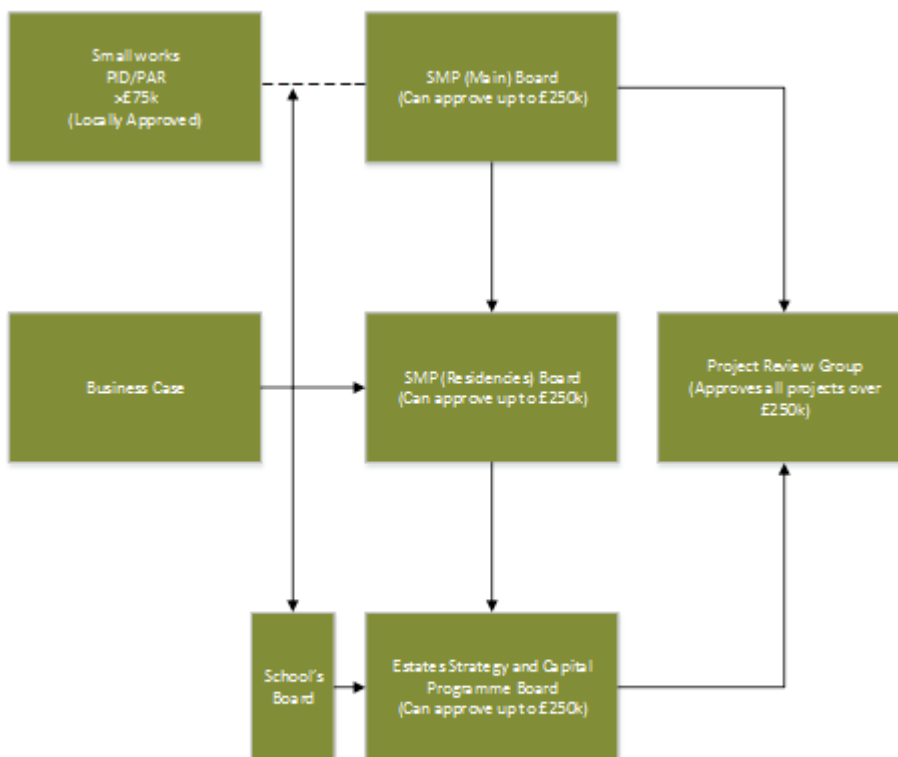 Small works
PID/PAR
>£75k
(Locally Approved)
SMP (Main) Board
(Can approve up to £250k)
Business Case
SMP (Residencies) Board
(Can approve up to £250k)
Project Review Group
(Approves all projects over
£250k)
School's
Board
Estates Strategy and Capital
Programme Board
(Can approve up to £250k)